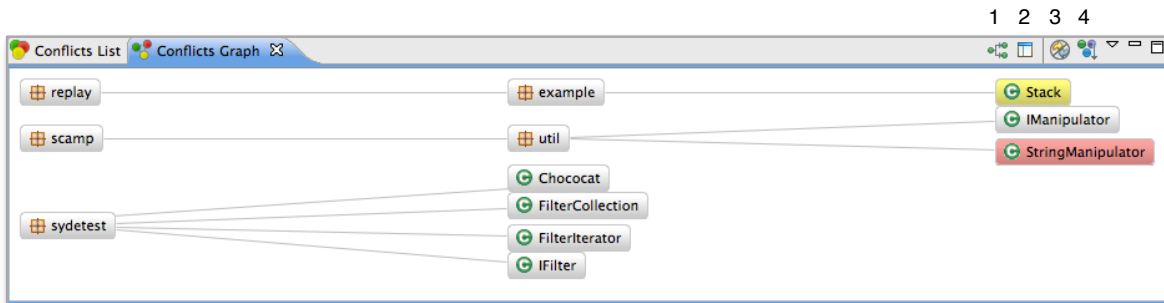 1 2 3 4
Conflicts List Conflicts Graph
replay example Stack
IManipulator
scamp util
StringManipulator
Chococat
FilterCollection
sydetest
FilterIterator
IFilter